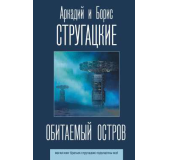 Аркадий и Борис
СТРУГАЦКИЕ
ОБИТАЕМЫЙ ОСТРОВ